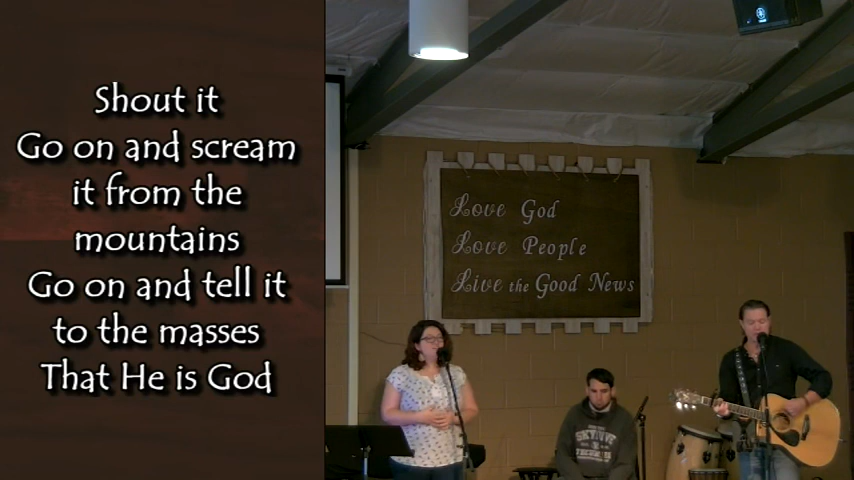 Shout it
Go on and scream
it from the
mountains
Go on and tell it
to the masses
That He is God
Love God
Love People
Live the Good News